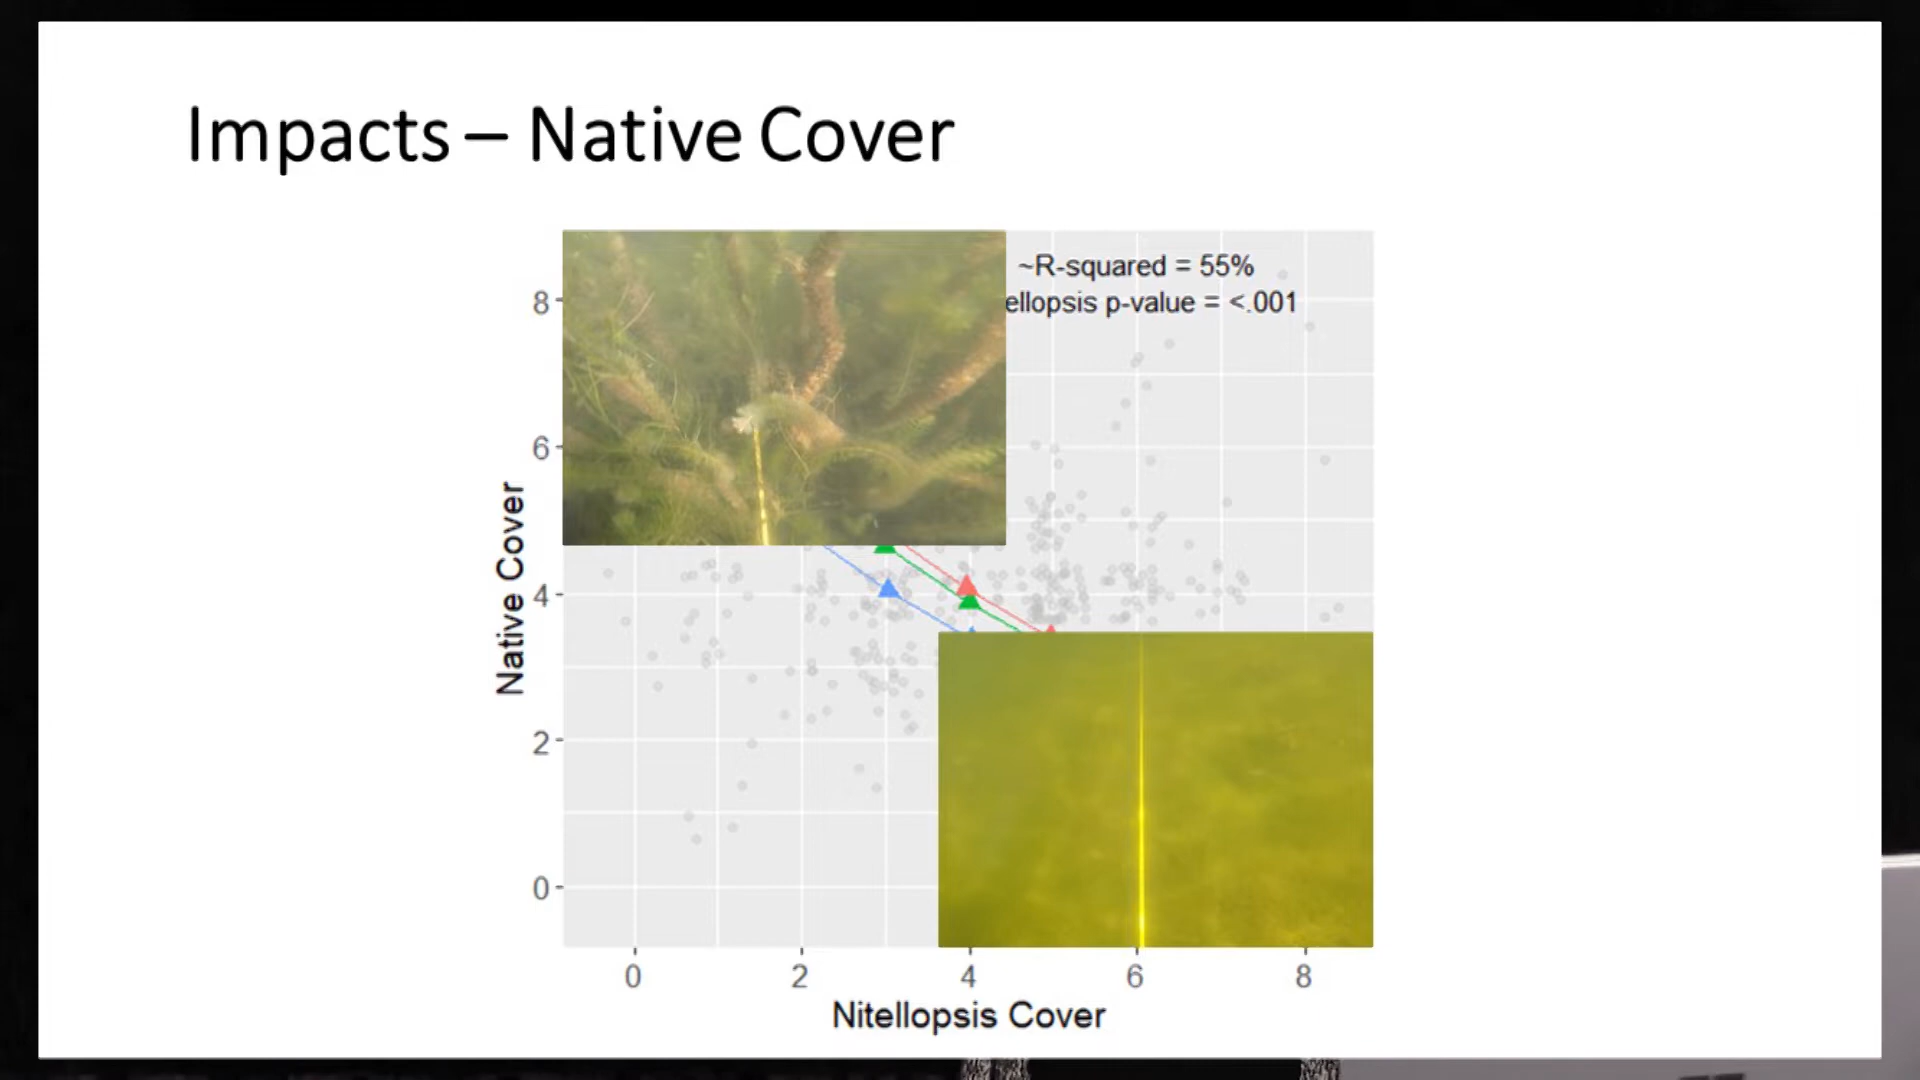 Impacts – Native Cover
~R-squared = 55%
ellopsis p-value = <.001
8
6
4
2
0
Native Cover
0 2 4 6 8
Nitellopsis Cover